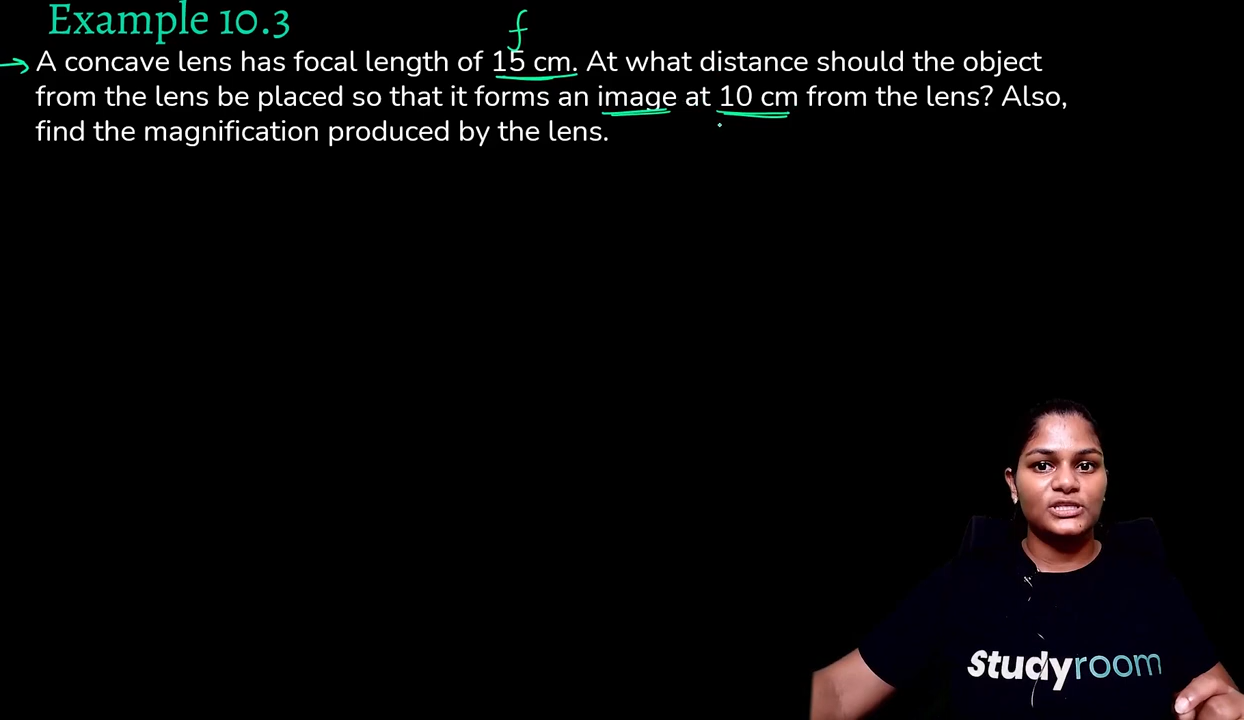 Example 10.3
f
A concave lens has focal length of 15 cm. At what distance should the object
from the lens be placed so that it forms an image at 10 cm from the lens? Also,
find the magnification produced by the lens.
Studyroom